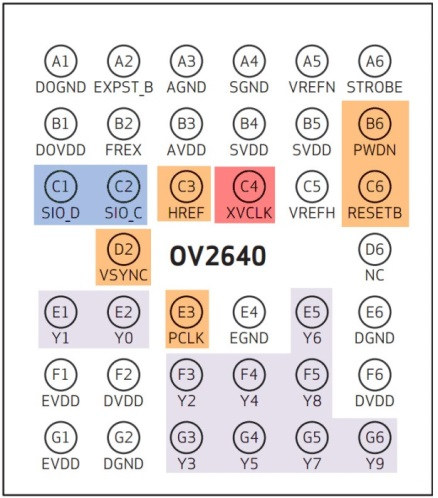 A1 A2 A3 A4 A5 A6
DOGND EXPST_B AGND SGND VREFN STROBE
B1 B2 B3 B4 B5 B6
DOVDD FREX AVDD SVDD SVDD PWDN
C1 C2 C3 C4 C5 C6
SIO_D SIO_C HREF XVCLK VREFH RESETB
D2 OV2640 D6
VSYNC NC
E1 E2 E3 E4 E5 E6
Y1 Y0 PCLK EGND Y6 DGND
F1 F2 F3 F4 F5 F6
EVDD DVDD Y2 Y4 Y8 DVDD
G1 G2 G3 G4 G5 G6
EVDD DGND Y3 Y5 Y7 Y9